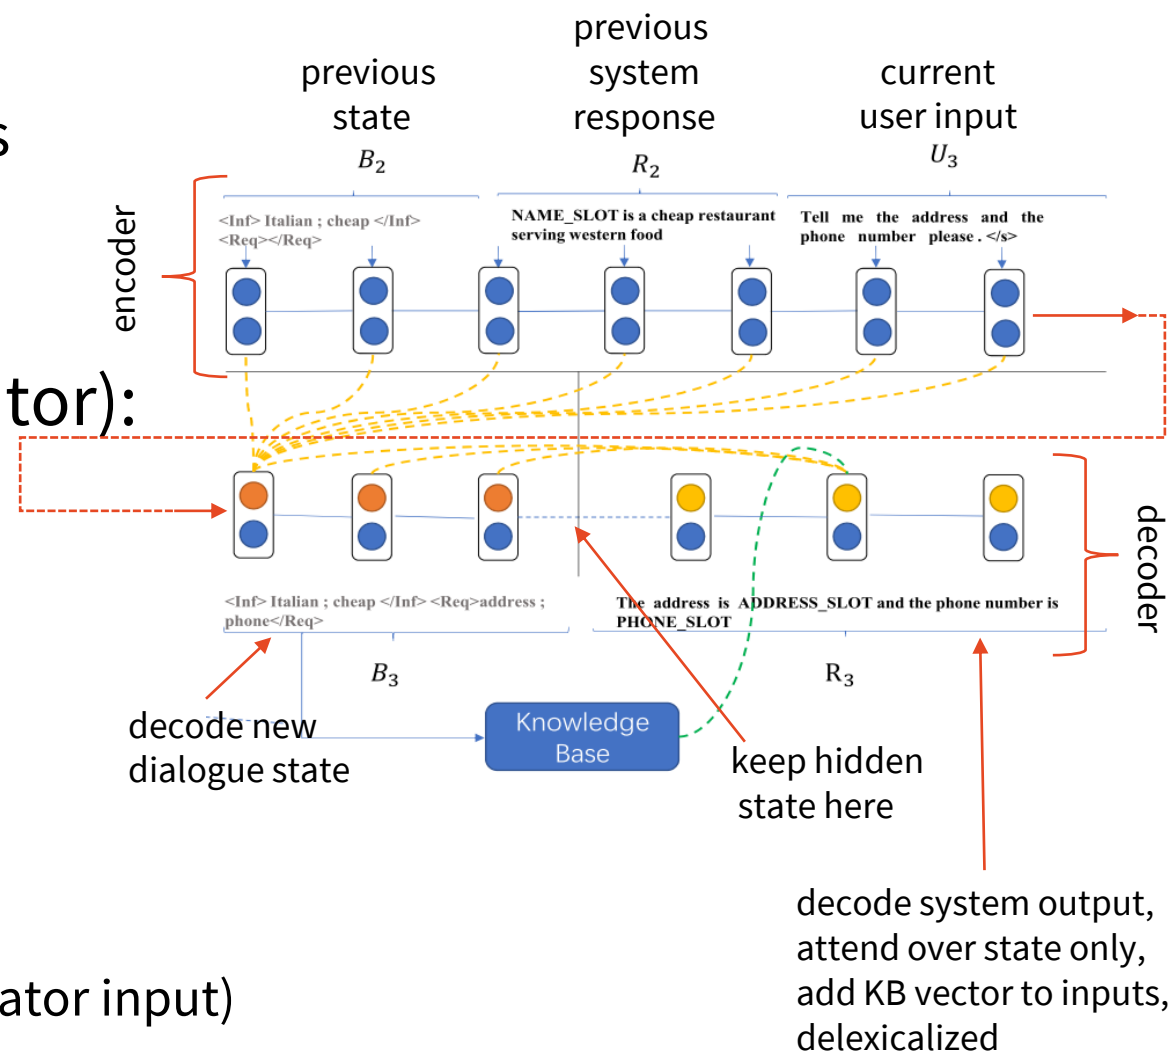 previous
state
previous
system
response
current
user input
s
B₂
R₂
U₃
encoder
<Inf> Italian ; cheap </Inf>
<Req></Req>
NAME_SLOT is a cheap restaurant
serving western food
Tell me the address and the
phone number please . </s>
tor):
decoder
<Inf> Italian ; cheap </Inf> <Req>address ;
phone</Req>
The address is ADDRESS_SLOT and the phone number is
PHONE_SLOT
B₃
R₃
decode new
dialogue state
Knowledge
Base
keep hidden
state here
decode system output,
attend over state only,
add KB vector to inputs,
delexicalized
ator input)